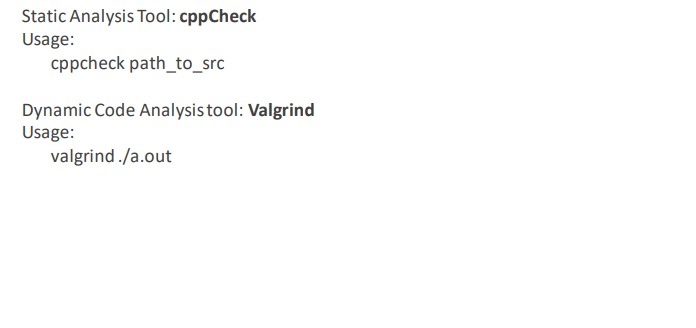 Static Analysis Tool: cppCheck
Usage:
cppcheck path_to_src
Dynamic Code Analysis tool: Valgrind
Usage:
valgrind ./a.out